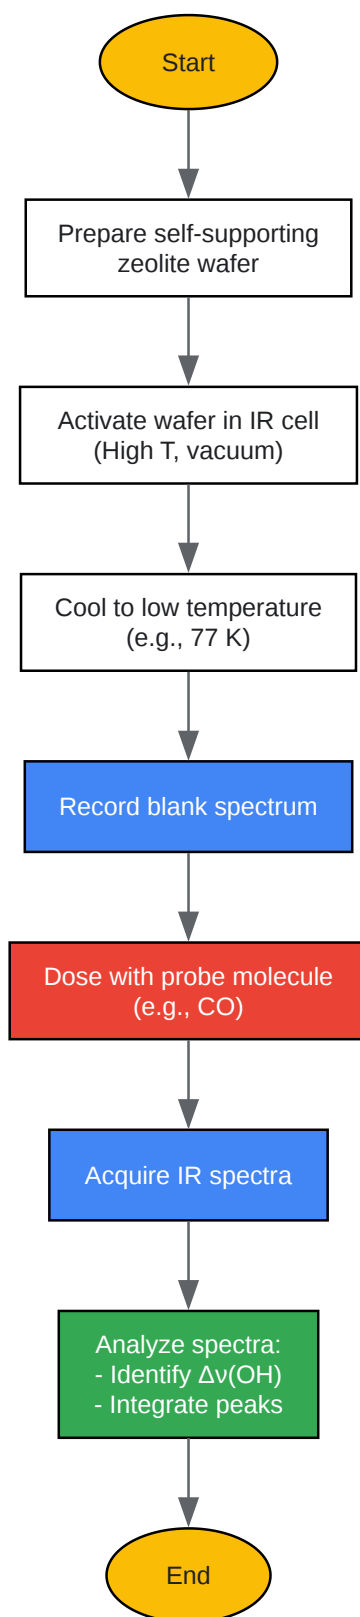 Start
Prepare self-supporting
zeolite wafer
Activate wafer in IR cell
(High T, vacuum)
Cool to low temperature
(e.g., 77 K)
Record blank spectrum
Dose with probe molecule
(e.g., CO)
Acquire IR spectra
Analyze spectra:
- Identify Δν(OH)
- Integrate peaks
End